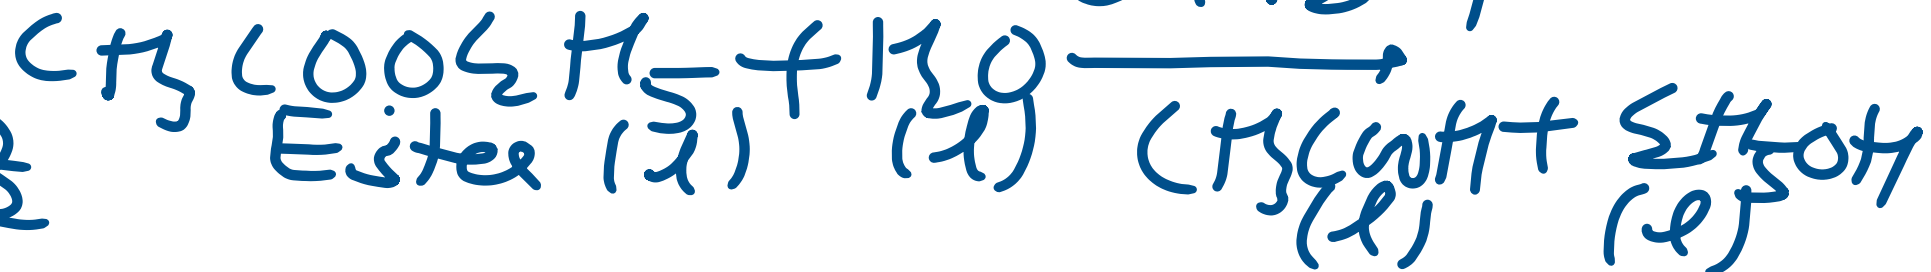 CH₃COOC₂H₅ + H₂O ⟶
Ester (l) (l)
CH₃COOH + C₂H₅OH
(l) (l)